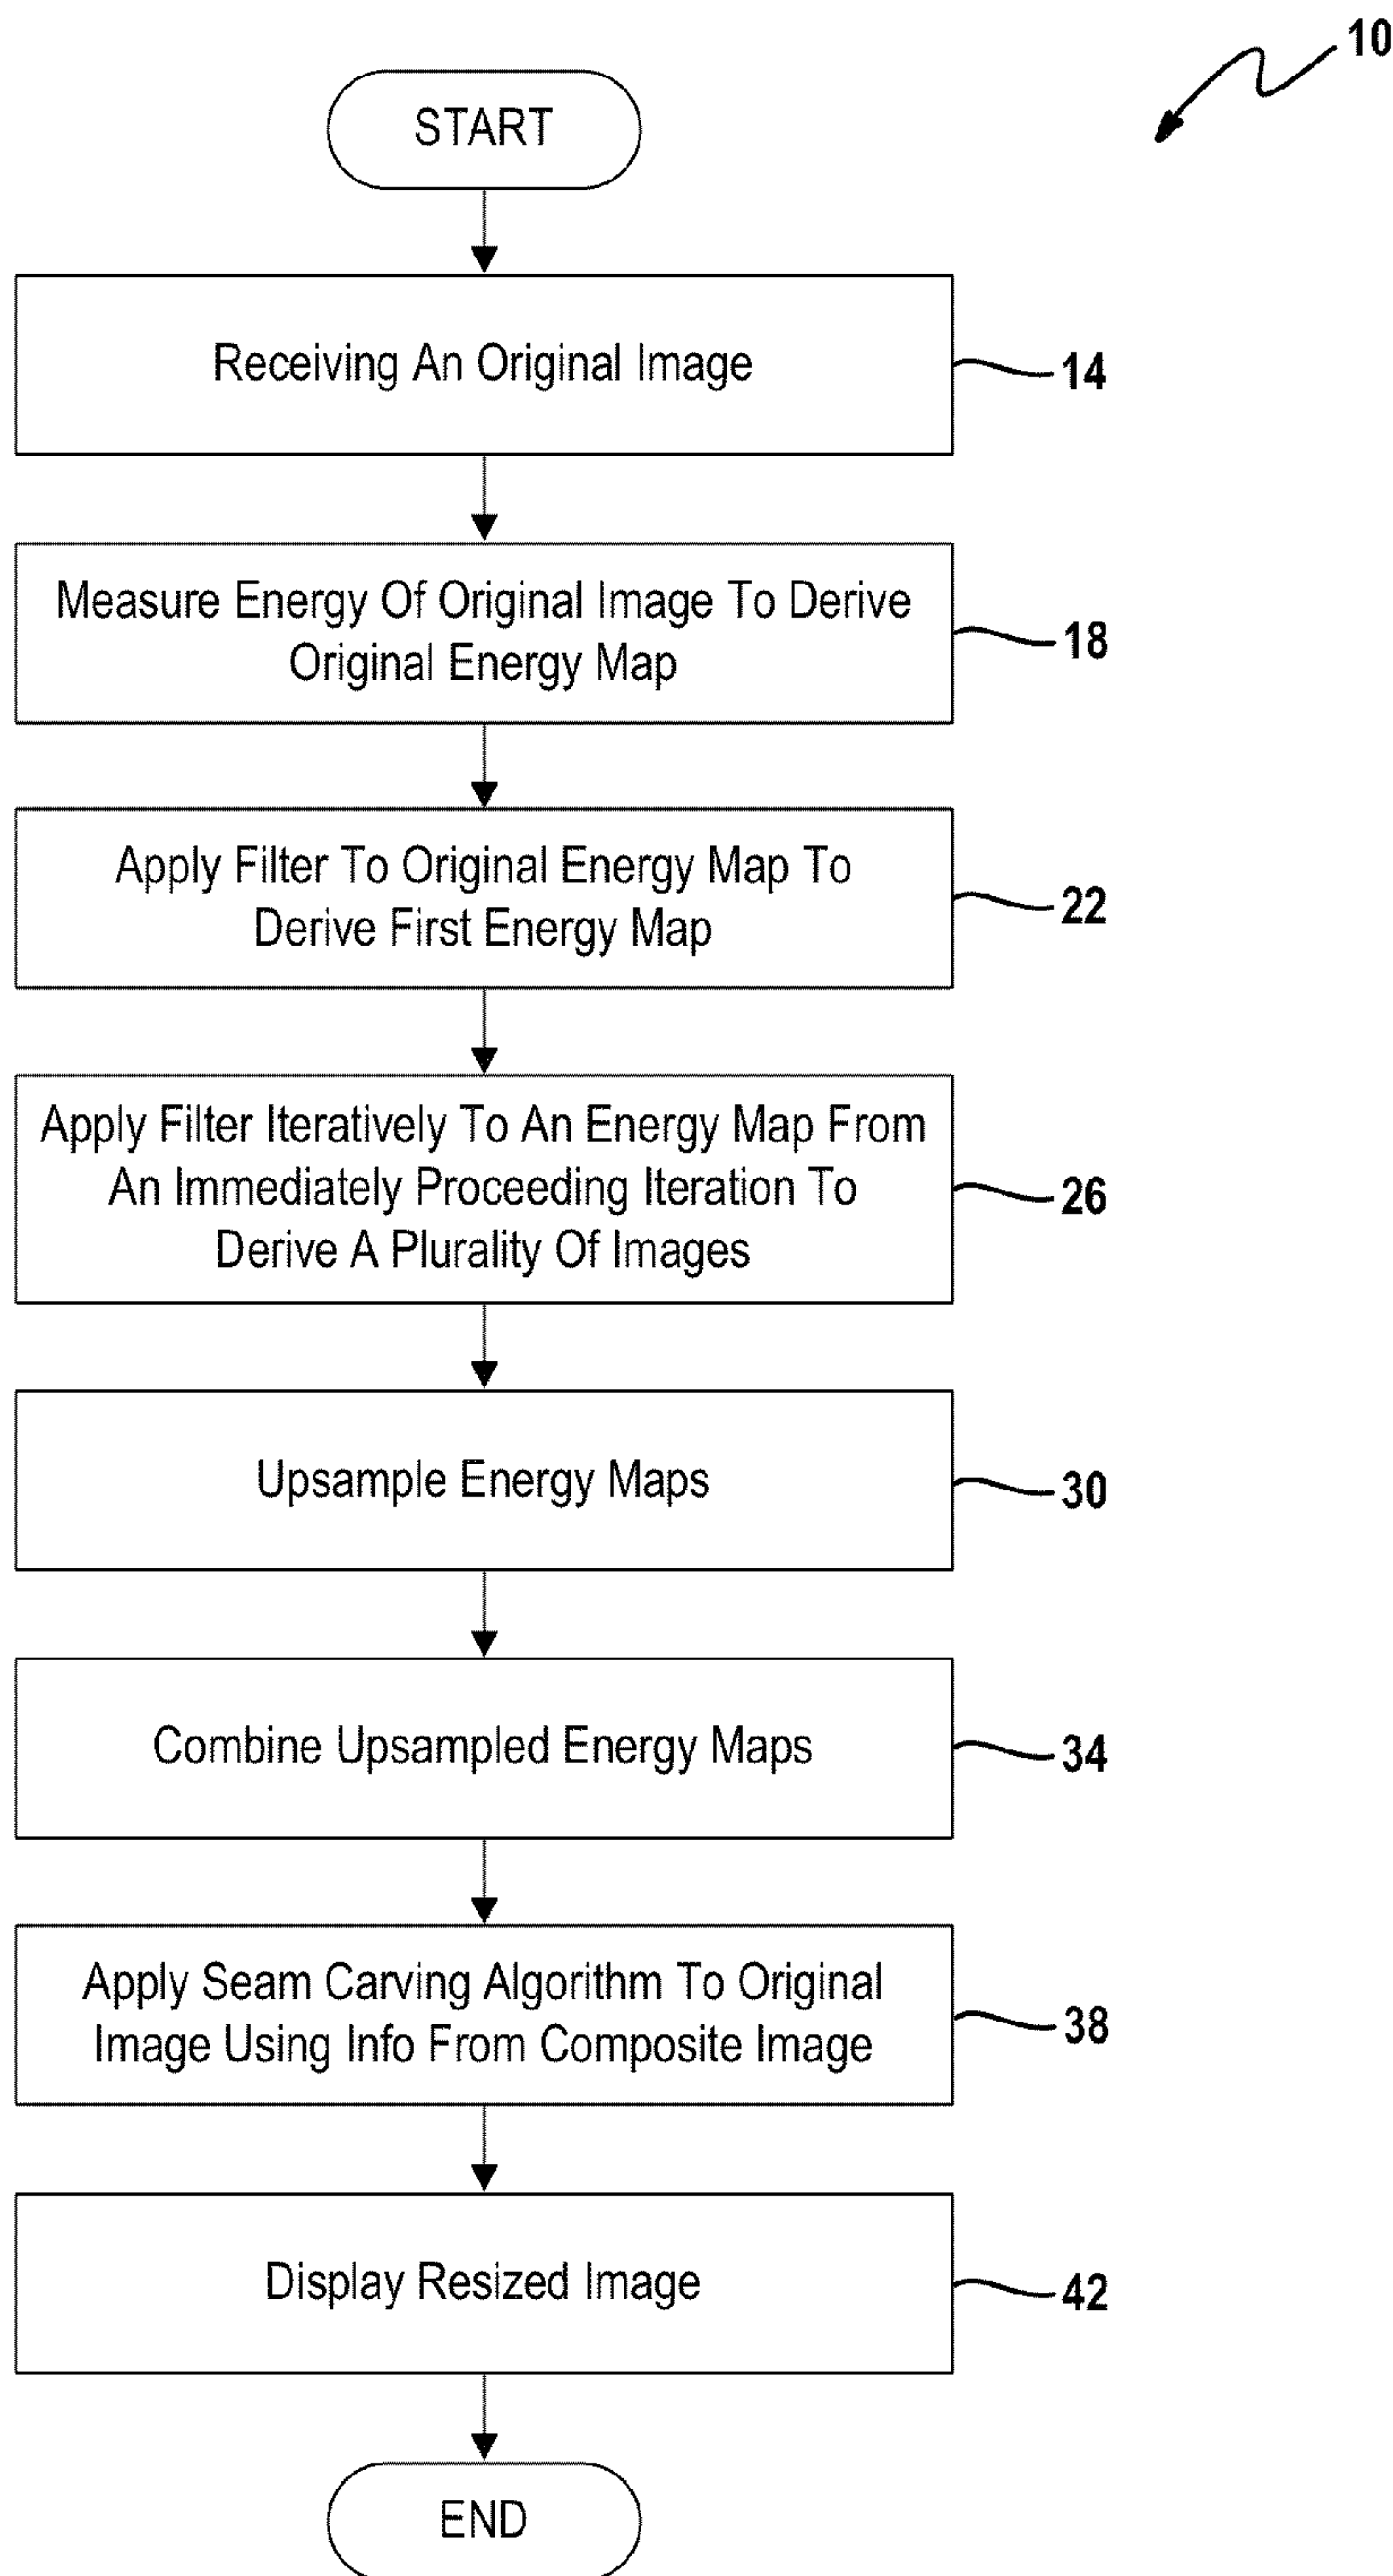 10
START
Receiving An Original Image
14
Measure Energy Of Original Image To Derive
Original Energy Map
18
Apply Filter To Original Energy Map To
Derive First Energy Map
22
Apply Filter Iteratively To An Energy Map From
An Immediately Proceeding Iteration To
Derive A Plurality Of Images
26
Upsample Energy Maps
30
Combine Upsampled Energy Maps
34
Apply Seam Carving Algorithm To Original
Image Using Info From Composite Image
38
Display Resized Image
42
END